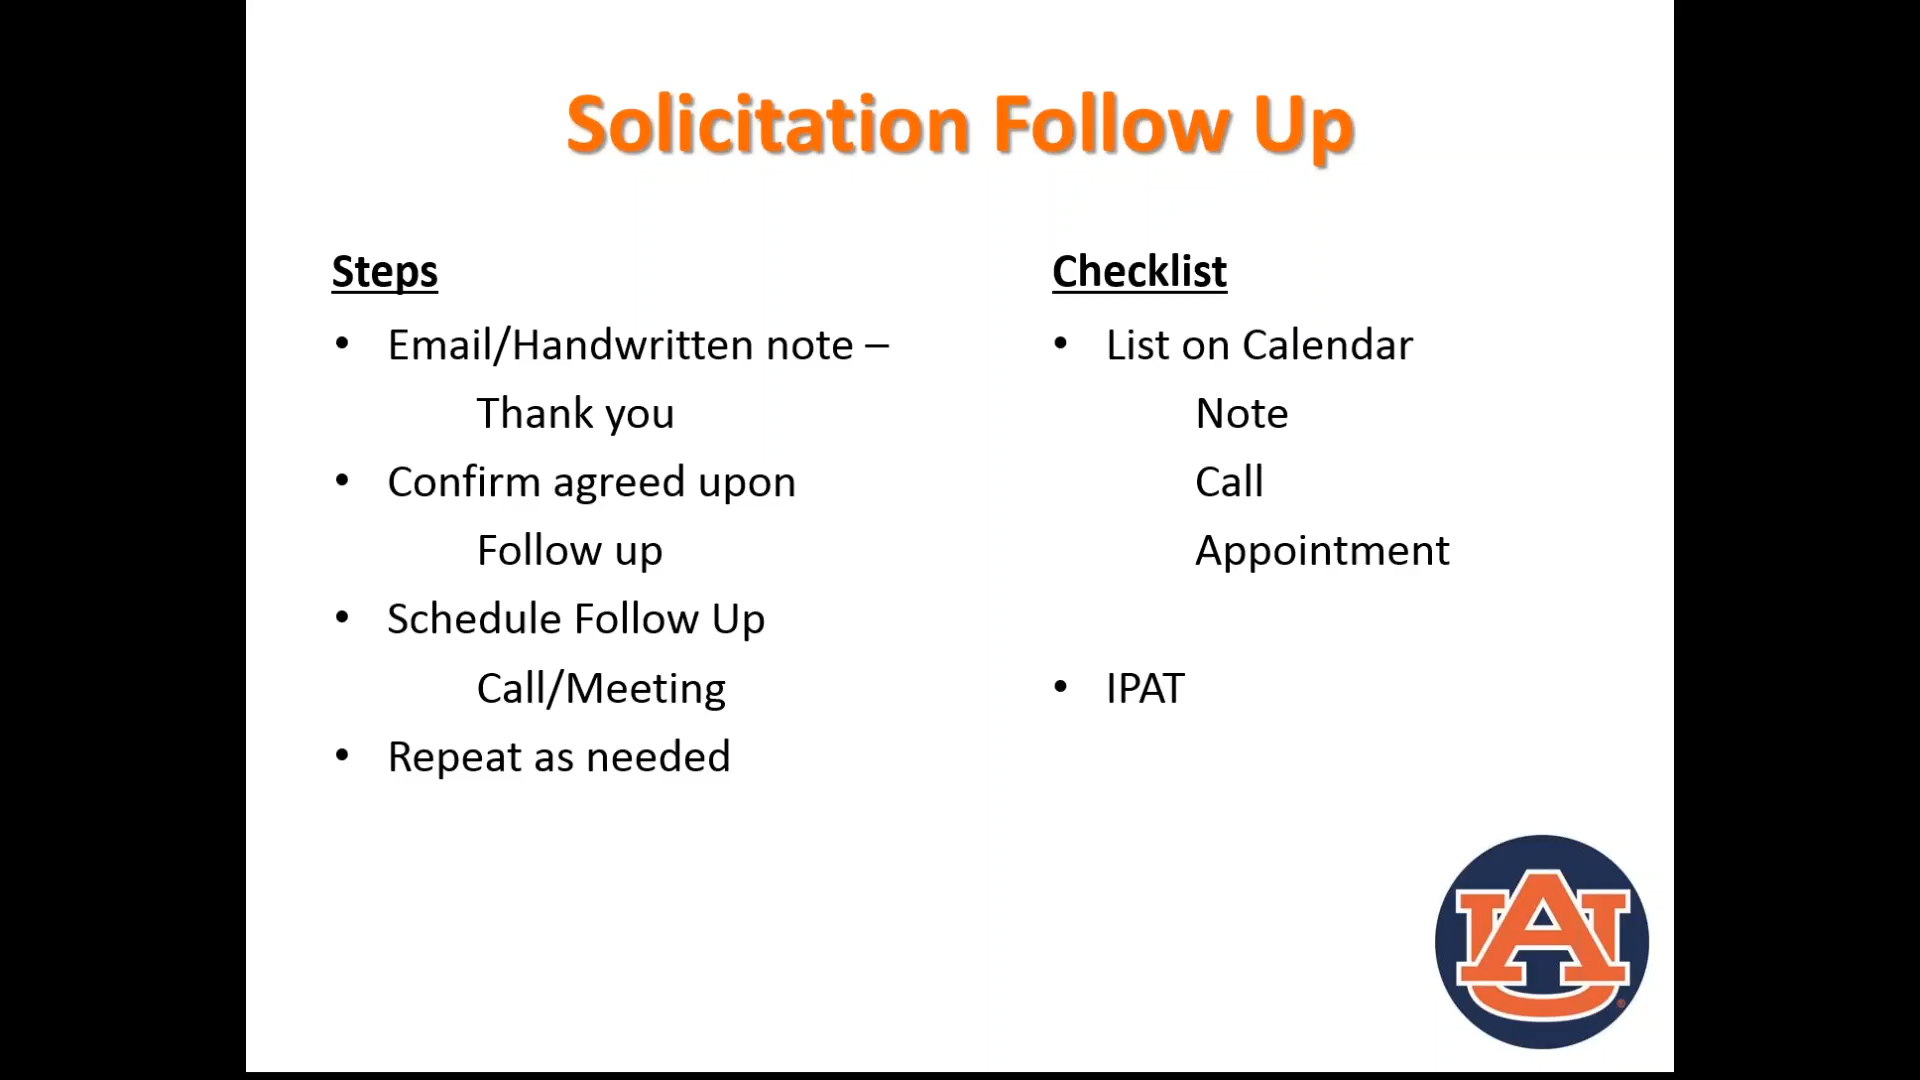 Solicitation Follow Up
Steps
• Email/Handwritten note –
Thank you
• Confirm agreed upon
Follow up
• Schedule Follow Up
Call/Meeting
• Repeat as needed
Checklist
• List on Calendar
Note
Call
Appointment
• IPAT
AU